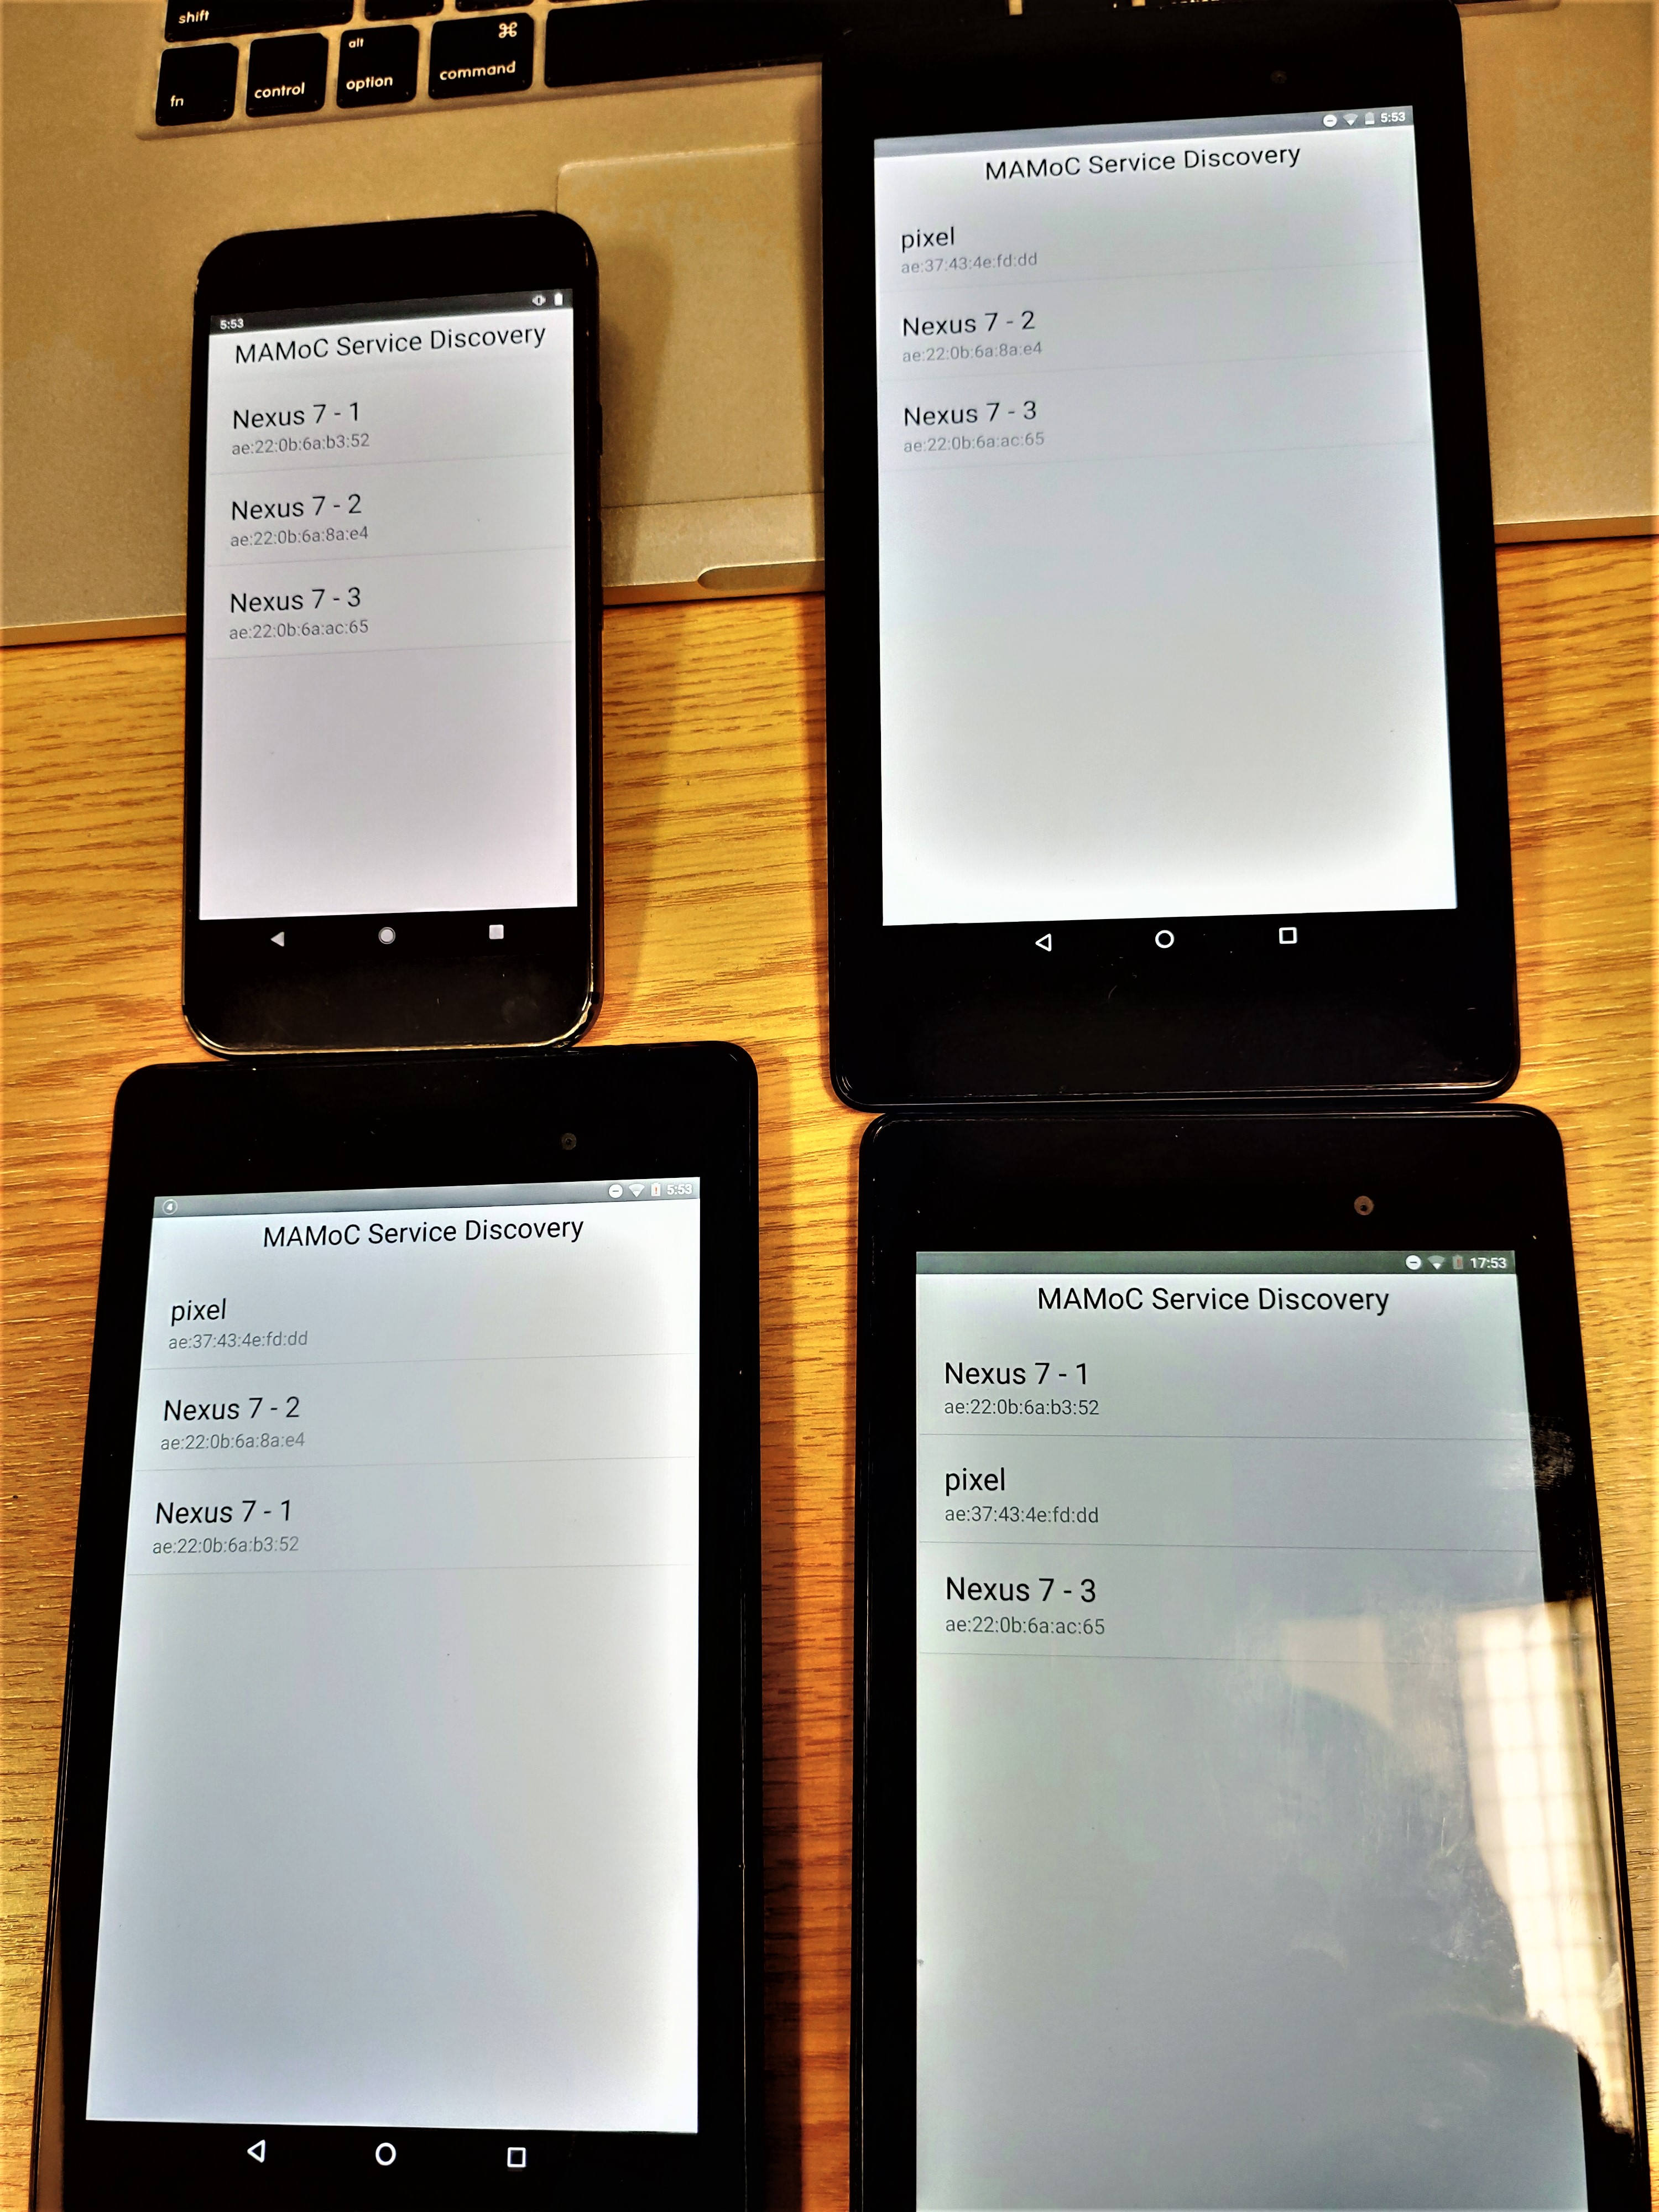 shift
fn
control
alt
option
⌘
command
5:53
MAMoC Service Discovery
Nexus 7 - 1
ae:22:0b:6a:b3:52
Nexus 7 - 2
ae:22:0b:6a:8a:e4
Nexus 7 - 3
ae:22:0b:6a:ac:65
5:53
MAMoC Service Discovery
pixel
ae:37:43:4e:fd:dd
Nexus 7 - 2
ae:22:0b:6a:8a:e4
Nexus 7 - 3
ae:22:0b:6a:ac:65
4 5:53
MAMoC Service Discovery
pixel
ae:37:43:4e:fd:dd
Nexus 7 - 2
ae:22:0b:6a:8a:e4
Nexus 7 - 1
ae:22:0b:6a:b3:52
17:53
MAMoC Service Discovery
Nexus 7 - 1
ae:22:0b:6a:b3:52
pixel
ae:37:43:4e:fd:dd
Nexus 7 - 3
ae:22:0b:6a:ac:65